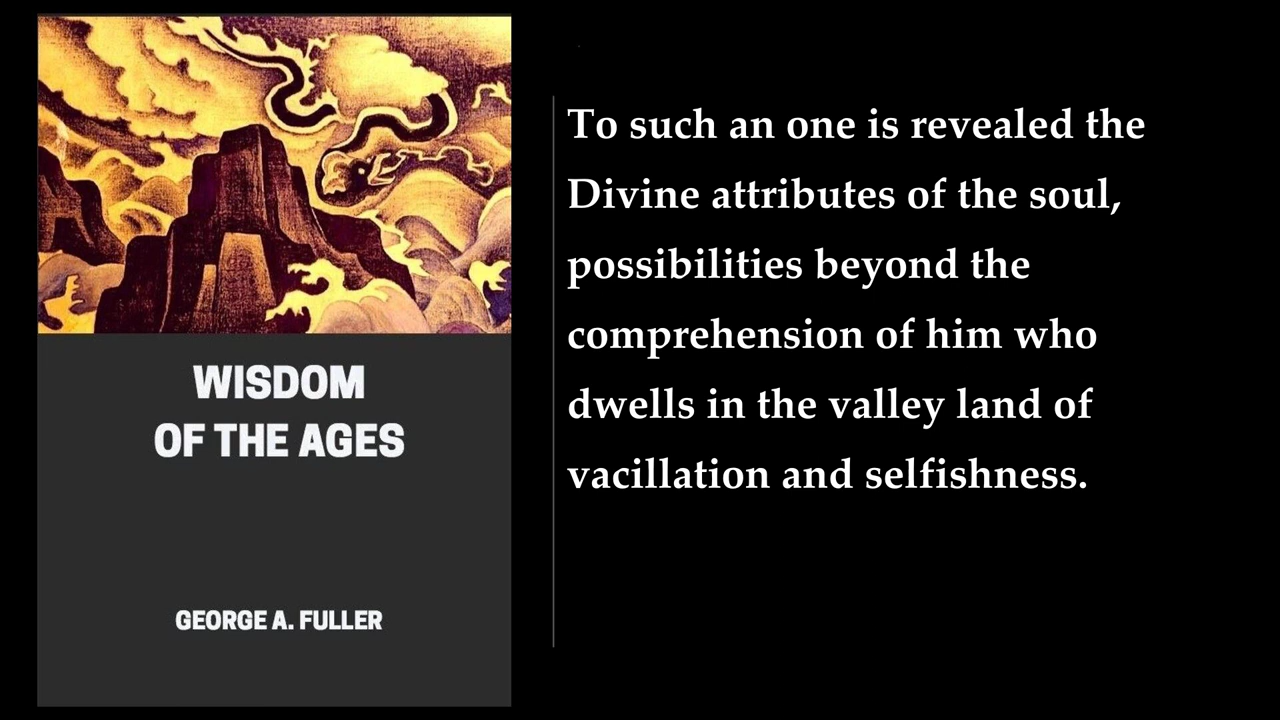 WISDOM
OF THE AGES
GEORGE A. FULLER
To such an one is revealed the
Divine attributes of the soul,
possibilities beyond the
comprehension of him who
dwells in the valley land of
vacillation and selfishness.